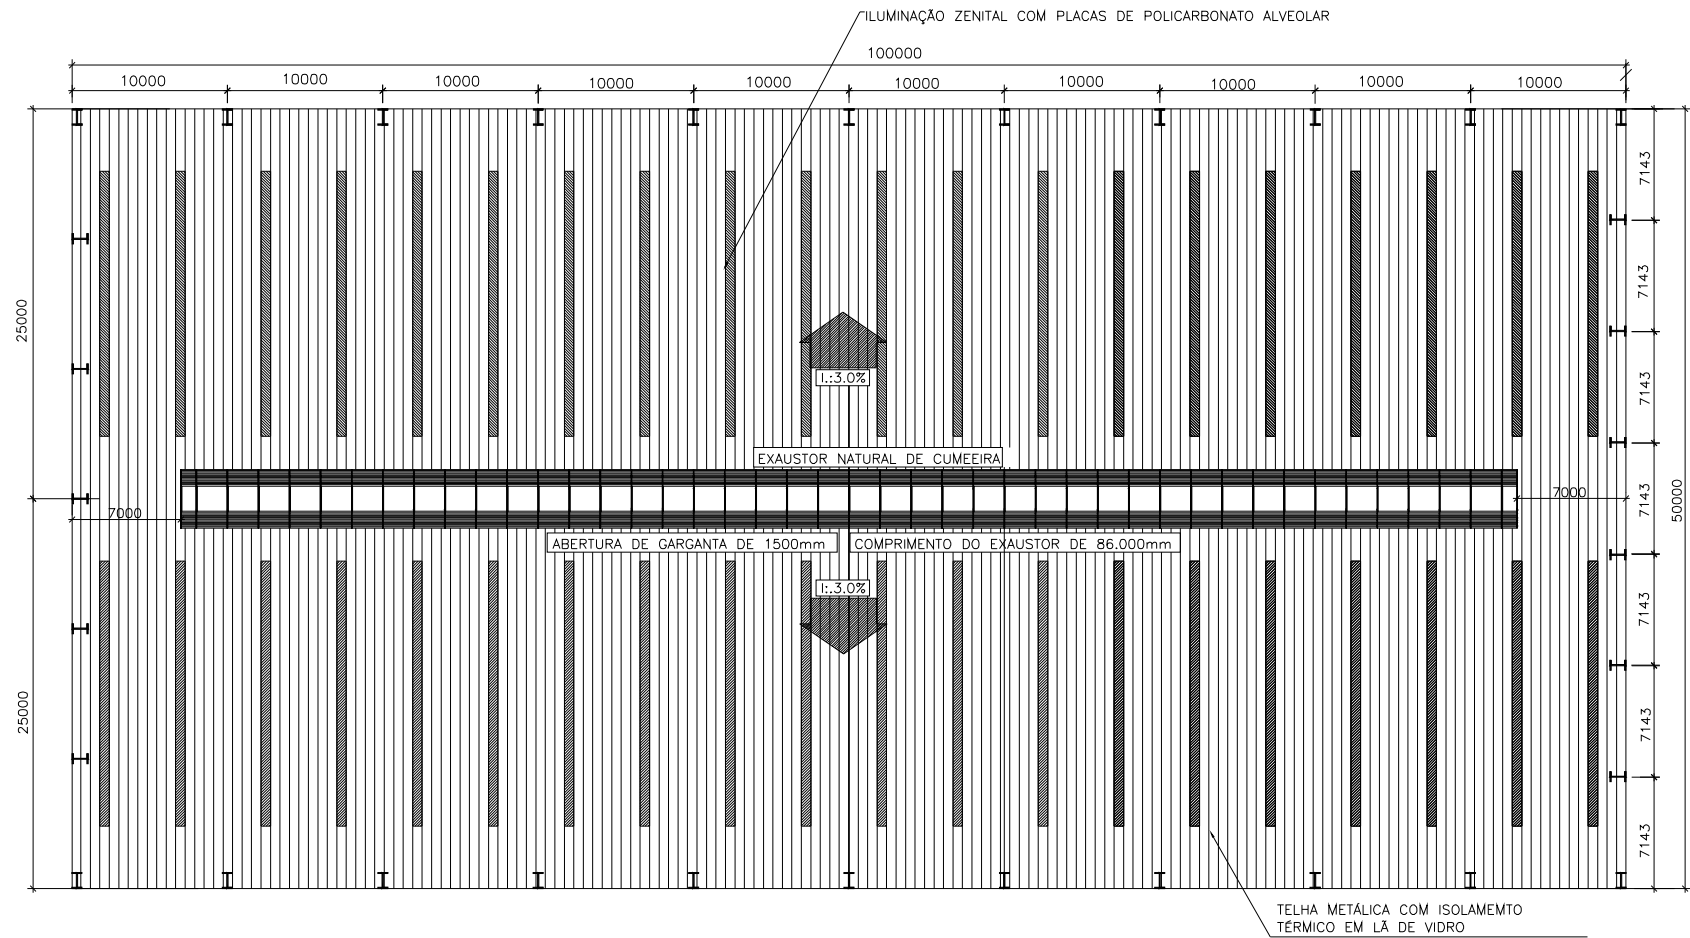 ILUMINAÇÃO ZENITAL COM PLACAS DE POLICARBONATO ALVEOLAR
100000
10000 10000 10000 10000 10000 10000 10000 10000 10000 10000
7143
7143
25000
7143
I.:3.0%
7143
EXAUSTOR NATURAL DE CUMEEIRA
7000
7143
50000
7000
ABERTURA DE GARGANTA DE 1500mm
COMPRIMENTO DO EXAUSTOR DE 86.000mm
I:.3.0%
7143
25000
7143
7143
TELHA METÁLICA COM ISOLAMEMTO
TÉRMICO EM LÃ DE VIDRO